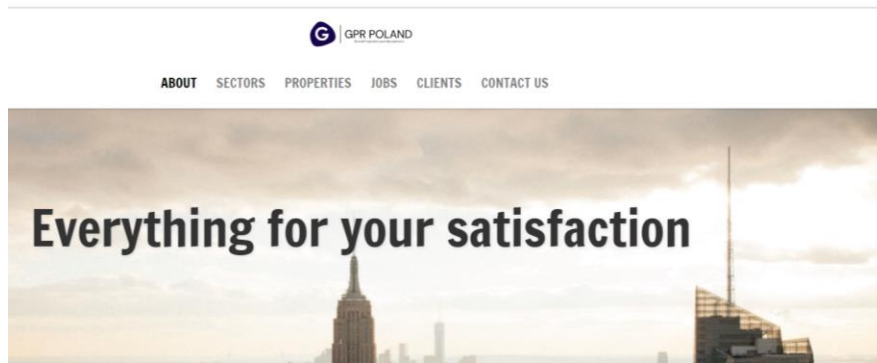 G GPR POLAND
ABOUT SECTORS PROPERTIES JOBS CLIENTS CONTACT US
Everything for your satisfaction